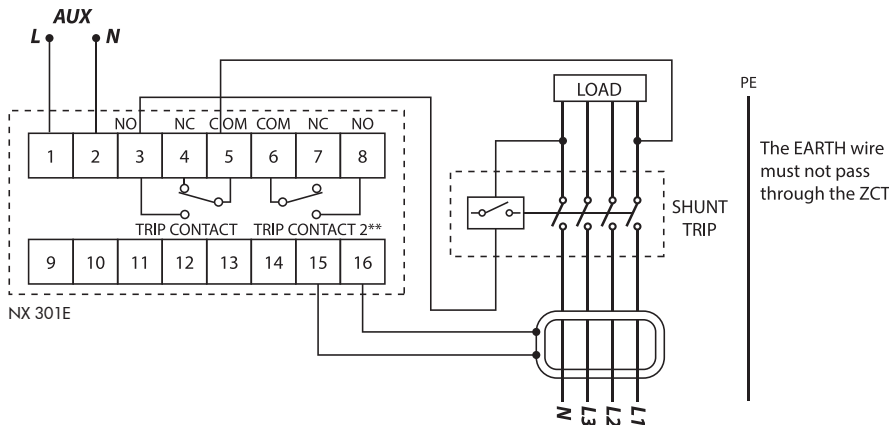 AUX
L N
NO NC COM COM NC NO
1 2 3 4 5 6 7 8
TRIP CONTACT TRIP CONTACT 2**
9 10 11 12 13 14 15 16
NX 301E
LOAD
SHUNT
TRIP
N L3 L2 L1
PE
The EARTH wire
must not pass
through the ZCT